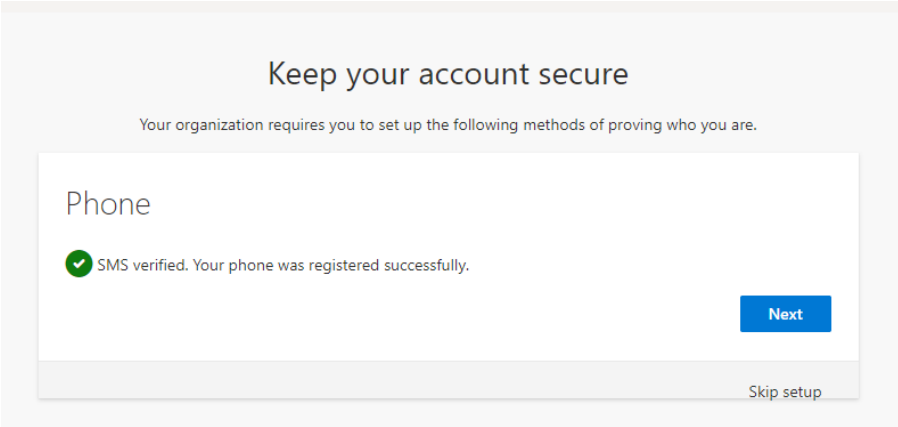 Keep your account secure
Your organization requires you to set up the following methods of proving who you are.
Phone
SMS verified. Your phone was registered successfully.
Next
Skip setup